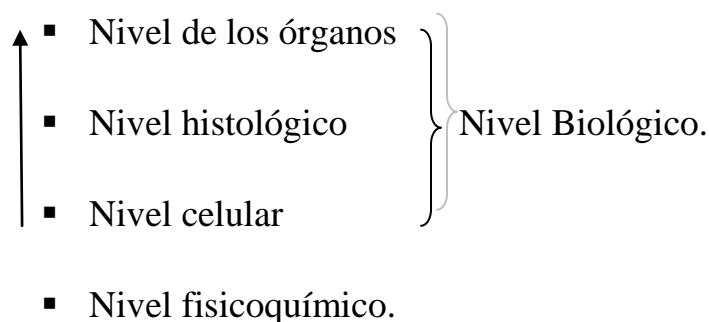 ▪ Nivel de los órganos
▪ Nivel histológico Nivel Biológico.
▪ Nivel celular
▪ Nivel fisicoquímico.